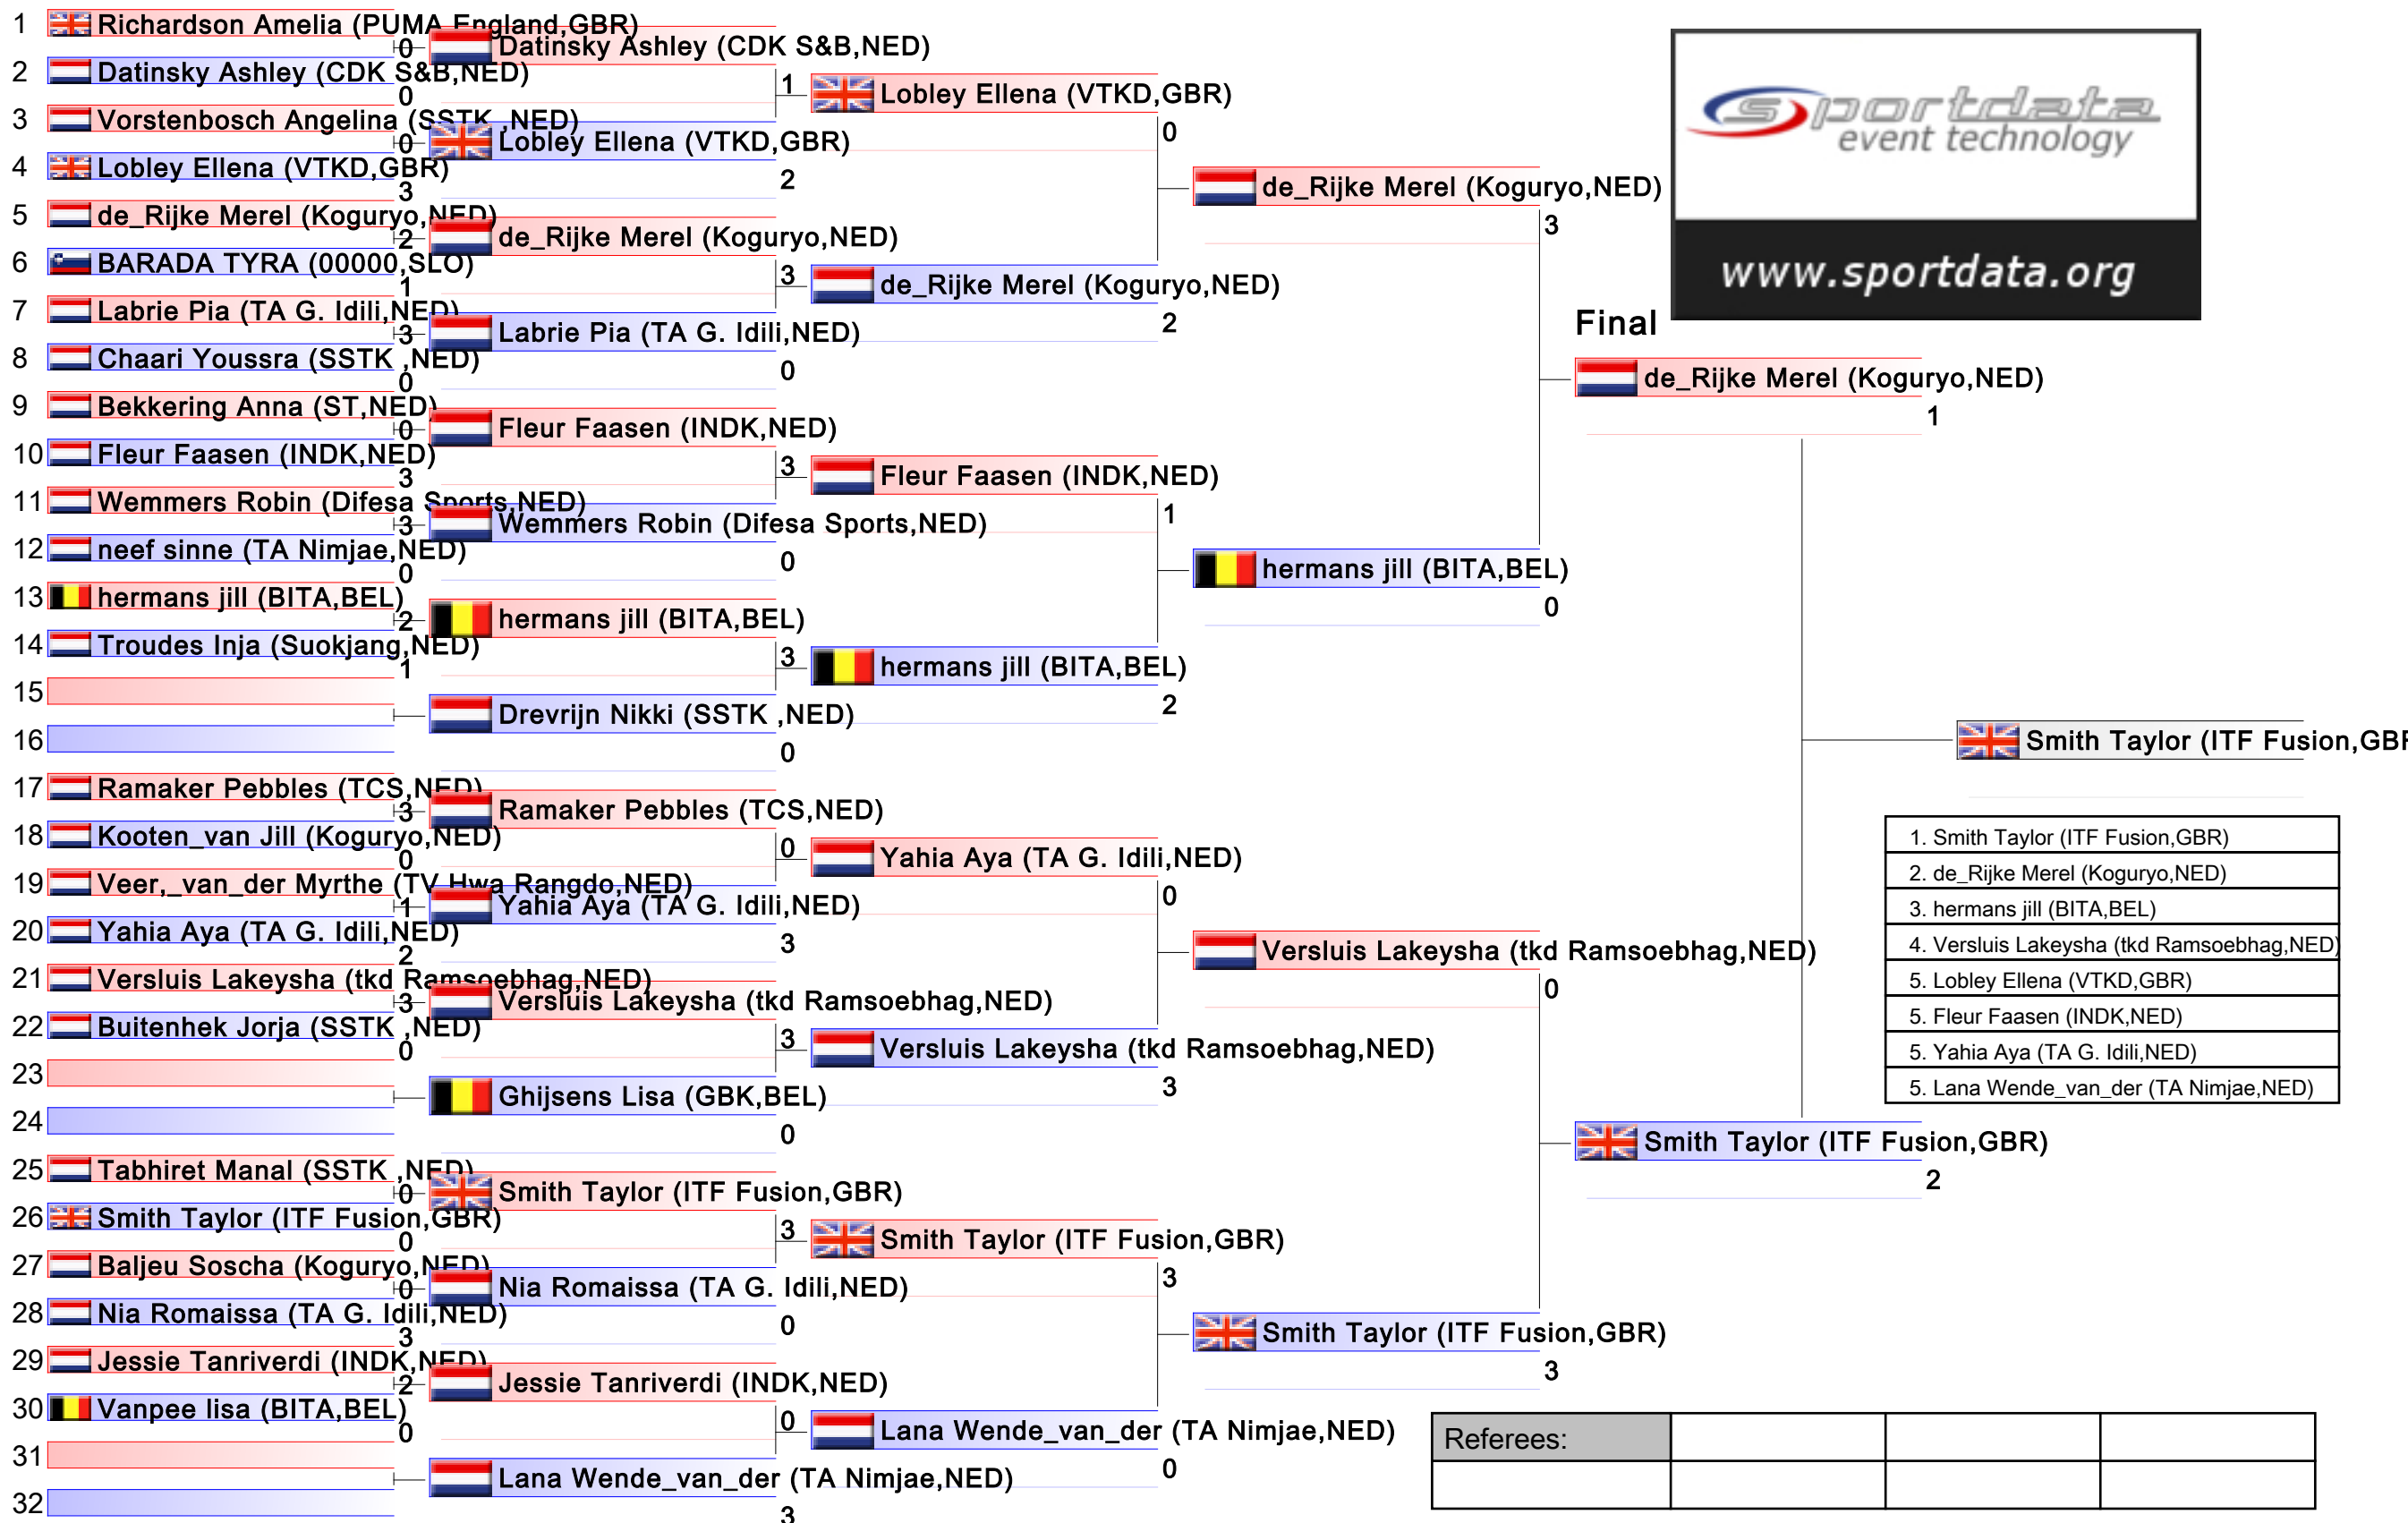 1 Richardson Amelia (PUMA England,GBR)
0
2 Datinsky Ashley (CDK S&B,NED)
0
3 Vorstenbosch Angelina (SSTK ,NED)
0
4 Lobley Ellena (VTKD,GBR)
3
5 de_Rijke Merel (Koguryo,NED)
2
6 BARADA TYRA (00000,SLO)
1
7 Labrie Pia (TA G. Idili,NED)
3
8 Chaari Youssra (SSTK ,NED)
0
9 Bekkering Anna (ST,NED)
0
10 Fleur Faasen (INDK,NED)
3
11 Wemmers Robin (Difesa Sports,NED)
3
12 neef sinne (TA Nimjae,NED)
0
13 hermans jill (BITA,BEL)
2
14 Troudes Inja (Suokjang,NED)
1
15
16
17 Ramaker Pebbles (TCS,NED)
3
18 Kooten_van Jill (Koguryo,NED)
0
19 Veer,_van_der Myrthe (TV Hwa Rangdo,NED)
1
20 Yahia Aya (TA G. Idili,NED)
2
21 Versluis Lakeysha (tkd Ramsoebhag,NED)
3
22 Buitenhek Jorja (SSTK ,NED)
0
23
24
25 Tabhiret Manal (SSTK ,NED)
0
26 Smith Taylor (ITF Fusion,GBR)
0
27 Baljeu Soscha (Koguryo,NED)
0
28 Nia Romaissa (TA G. Idili,NED)
3
29 Jessie Tanriverdi (INDK,NED)
2
30 Vanpee lisa (BITA,BEL)
0
31
32
Datinsky Ashley (CDK S&B,NED)
1
Lobley Ellena (VTKD,GBR)
2
de_Rijke Merel (Koguryo,NED)
3
Labrie Pia (TA G. Idili,NED)
0
Fleur Faasen (INDK,NED)
3
Wemmers Robin (Difesa Sports,NED)
0
hermans jill (BITA,BEL)
3
Drevrijn Nikki (SSTK ,NED)
0
Ramaker Pebbles (TCS,NED)
0
Yahia Aya (TA G. Idili,NED)
3
Versluis Lakeysha (tkd Ramsoebhag,NED)
3
Ghijsens Lisa (GBK,BEL)
0
Smith Taylor (ITF Fusion,GBR)
3
Nia Romaissa (TA G. Idili,NED)
0
Jessie Tanriverdi (INDK,NED)
0
Lana Wende_van_der (TA Nimjae,NED)
3
Lobley Ellena (VTKD,GBR)
0
de_Rijke Merel (Koguryo,NED)
2
Fleur Faasen (INDK,NED)
1
hermans jill (BITA,BEL)
2
Yahia Aya (TA G. Idili,NED)
0
Versluis Lakeysha (tkd Ramsoebhag,NED)
3
Smith Taylor (ITF Fusion,GBR)
3
Lana Wende_van_der (TA Nimjae,NED)
0
de_Rijke Merel (Koguryo,NED)
3
hermans jill (BITA,BEL)
0
Versluis Lakeysha (tkd Ramsoebhag,NED)
0
Smith Taylor (ITF Fusion,GBR)
3
sportdata
event technology
www.sportdata.org
Final
de_Rijke Merel (Koguryo,NED)
1
Smith Taylor (ITF Fusion,GBR)
2
Smith Taylor (ITF Fusion,GBR
1. Smith Taylor (ITF Fusion,GBR)
2. de_Rijke Merel (Koguryo,NED)
3. hermans jill (BITA,BEL)
4. Versluis Lakeysha (tkd Ramsoebhag,NED)
5. Lobley Ellena (VTKD,GBR)
5. Fleur Faasen (INDK,NED)
5. Yahia Aya (TA G. Idili,NED)
5. Lana Wende_van_der (TA Nimjae,NED)
Referees: